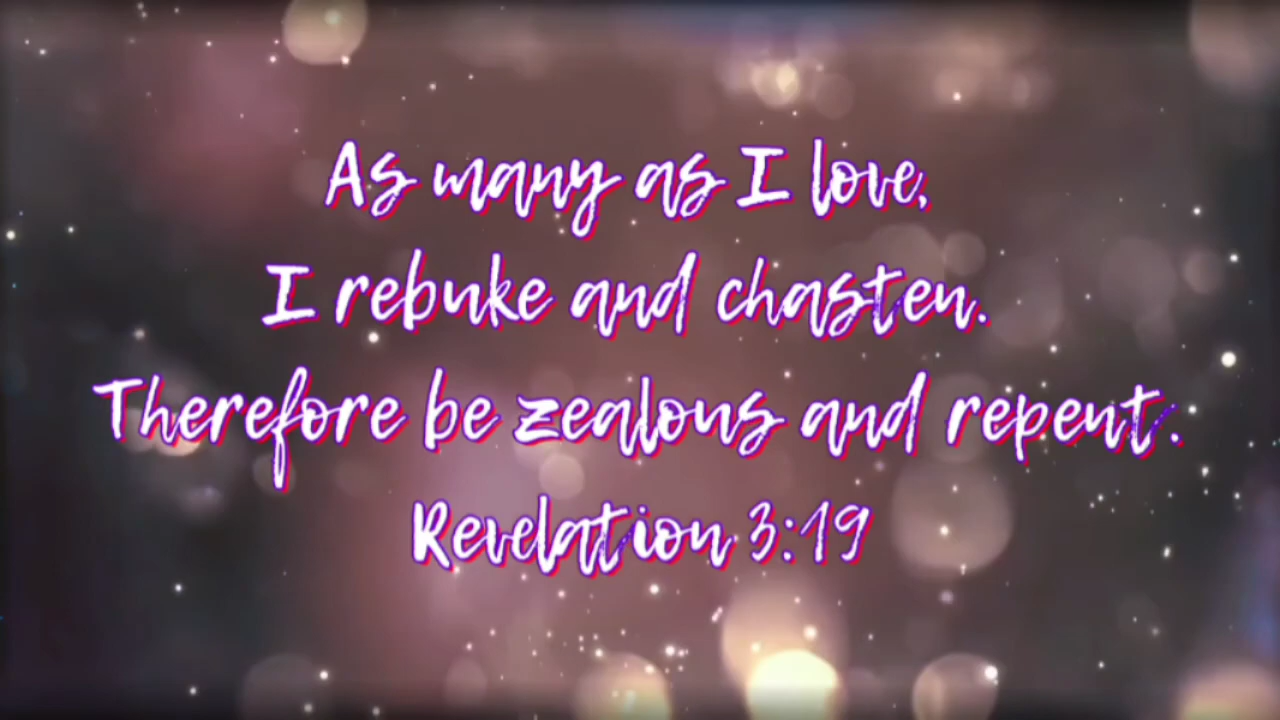 As many as I love,
I rebuke and chasten.
Therefore be zealous and repent.
Revelation 3:19